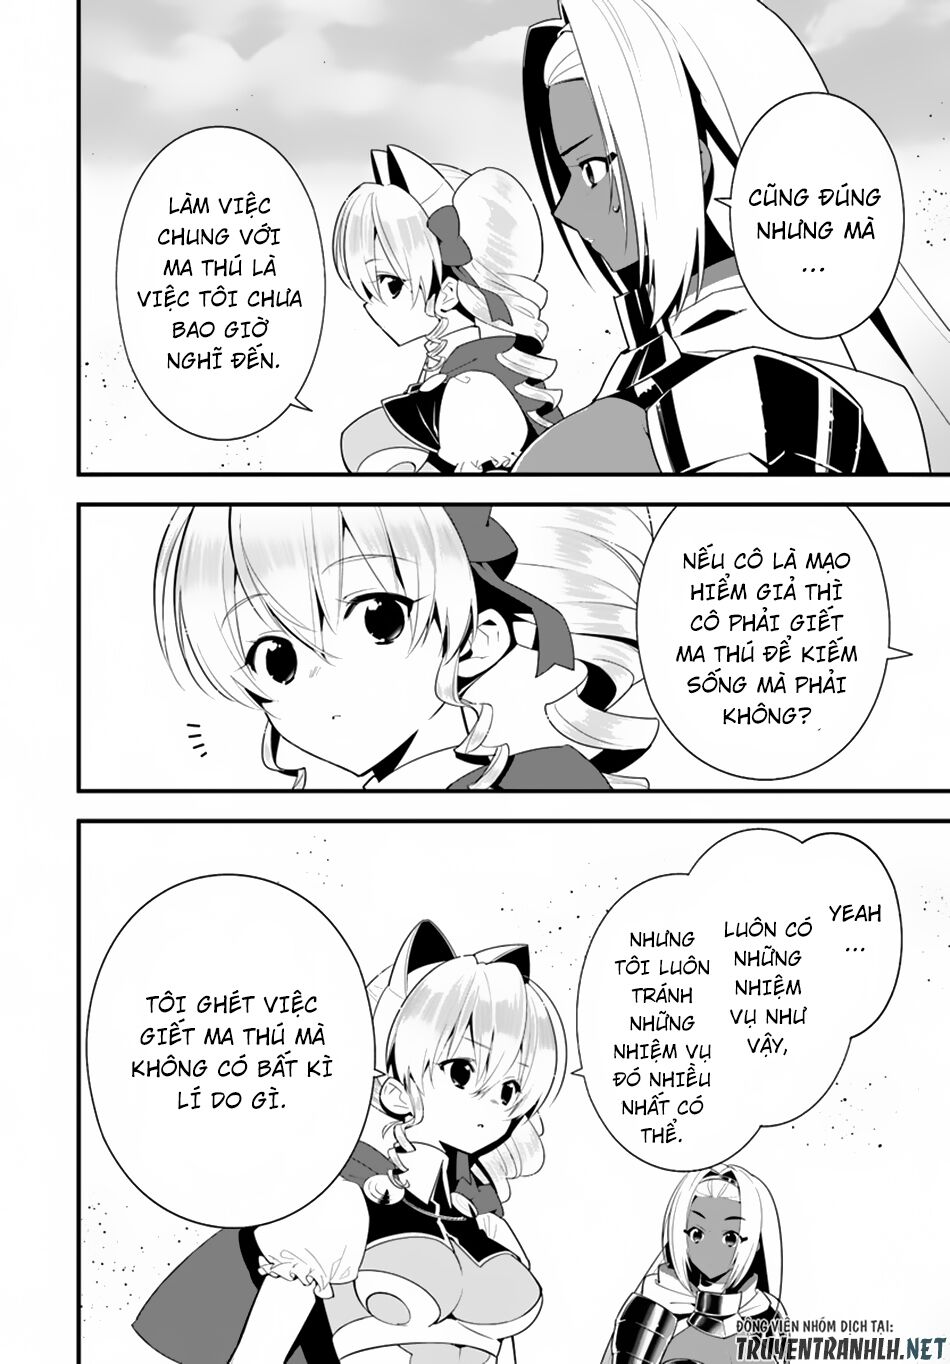 CŨNG ĐÚNG
NHƯNG MÀ
...
LÀM VIỆC
CHUNG VỚI
MA THÚ LÀ
VIỆC TÔI CHƯA
BAO GIỜ
NGHĨ ĐẾN.
NẾU CÔ LÀ MẠO
HIỂM GIẢ THÌ
CÔ PHẢI GIẾT
MA THÚ ĐỂ KIẾM
SỐNG MÀ PHẢI
KHÔNG?
YEAH
...
LUÔN CÓ
NHỮNG
NHIỆM
VỤ NHƯ
VẬY,
NHƯNG
TÔI LUÔN
TRÁNH
NHỮNG
NHIỆM VỤ
ĐÓ NHIỀU
NHẤT CÓ
THỂ.
TÔI GHÉT VIỆC
GIẾT MA THÚ MÀ
KHÔNG CÓ BẤT KÌ
LÍ DO GÌ.
ĐỘNG VIÊN NHÓM DỊCH TẠI:
TRUYENTRANHLH.NET